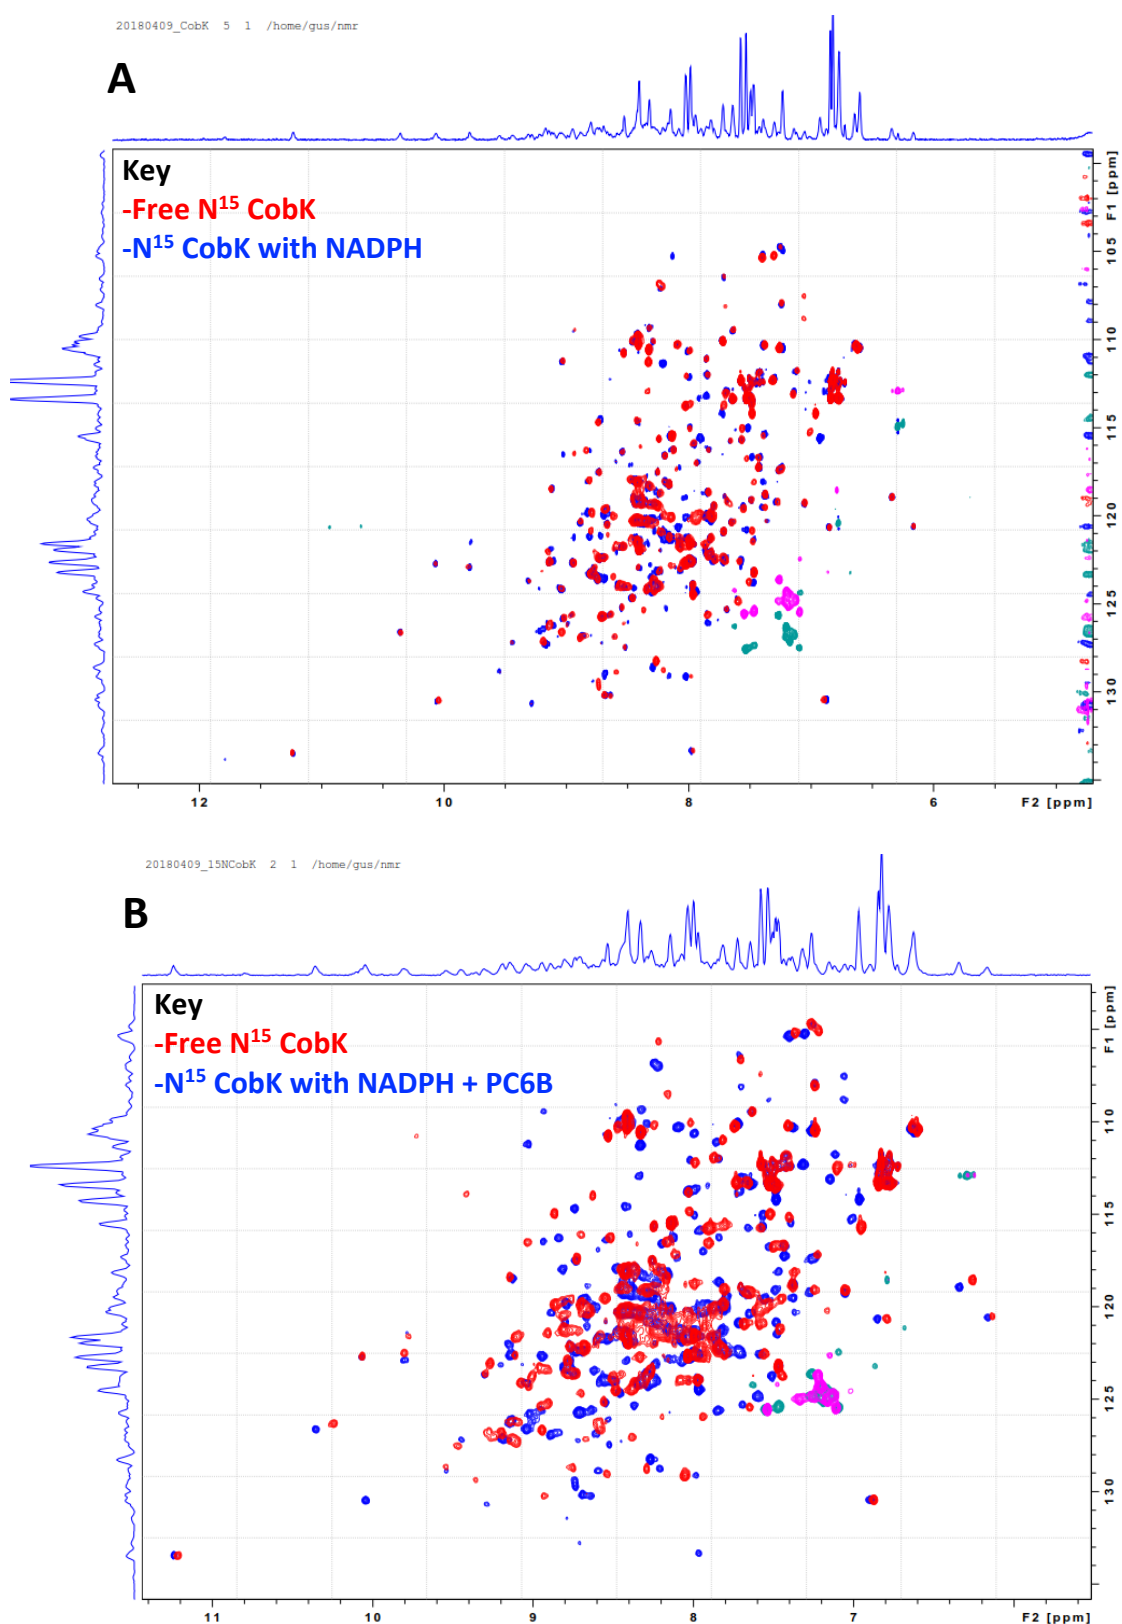 20180409_CobK 5 1 /home/gus/nmr
A
Key
-Free N¹⁵ CobK
-N¹⁵ CobK with NADPH
F1 [ppm]
105
110
115
120
125
130
12 10 8 6 F2 [ppm]
20180409_15NCobK 2 1 /home/gus/nmr
B
Key
-Free N¹⁵ CobK
-N¹⁵ CobK with NADPH + PC6B
F1 [ppm]
110
115
120
125
130
11 10 9 8 7 F2 [ppm]